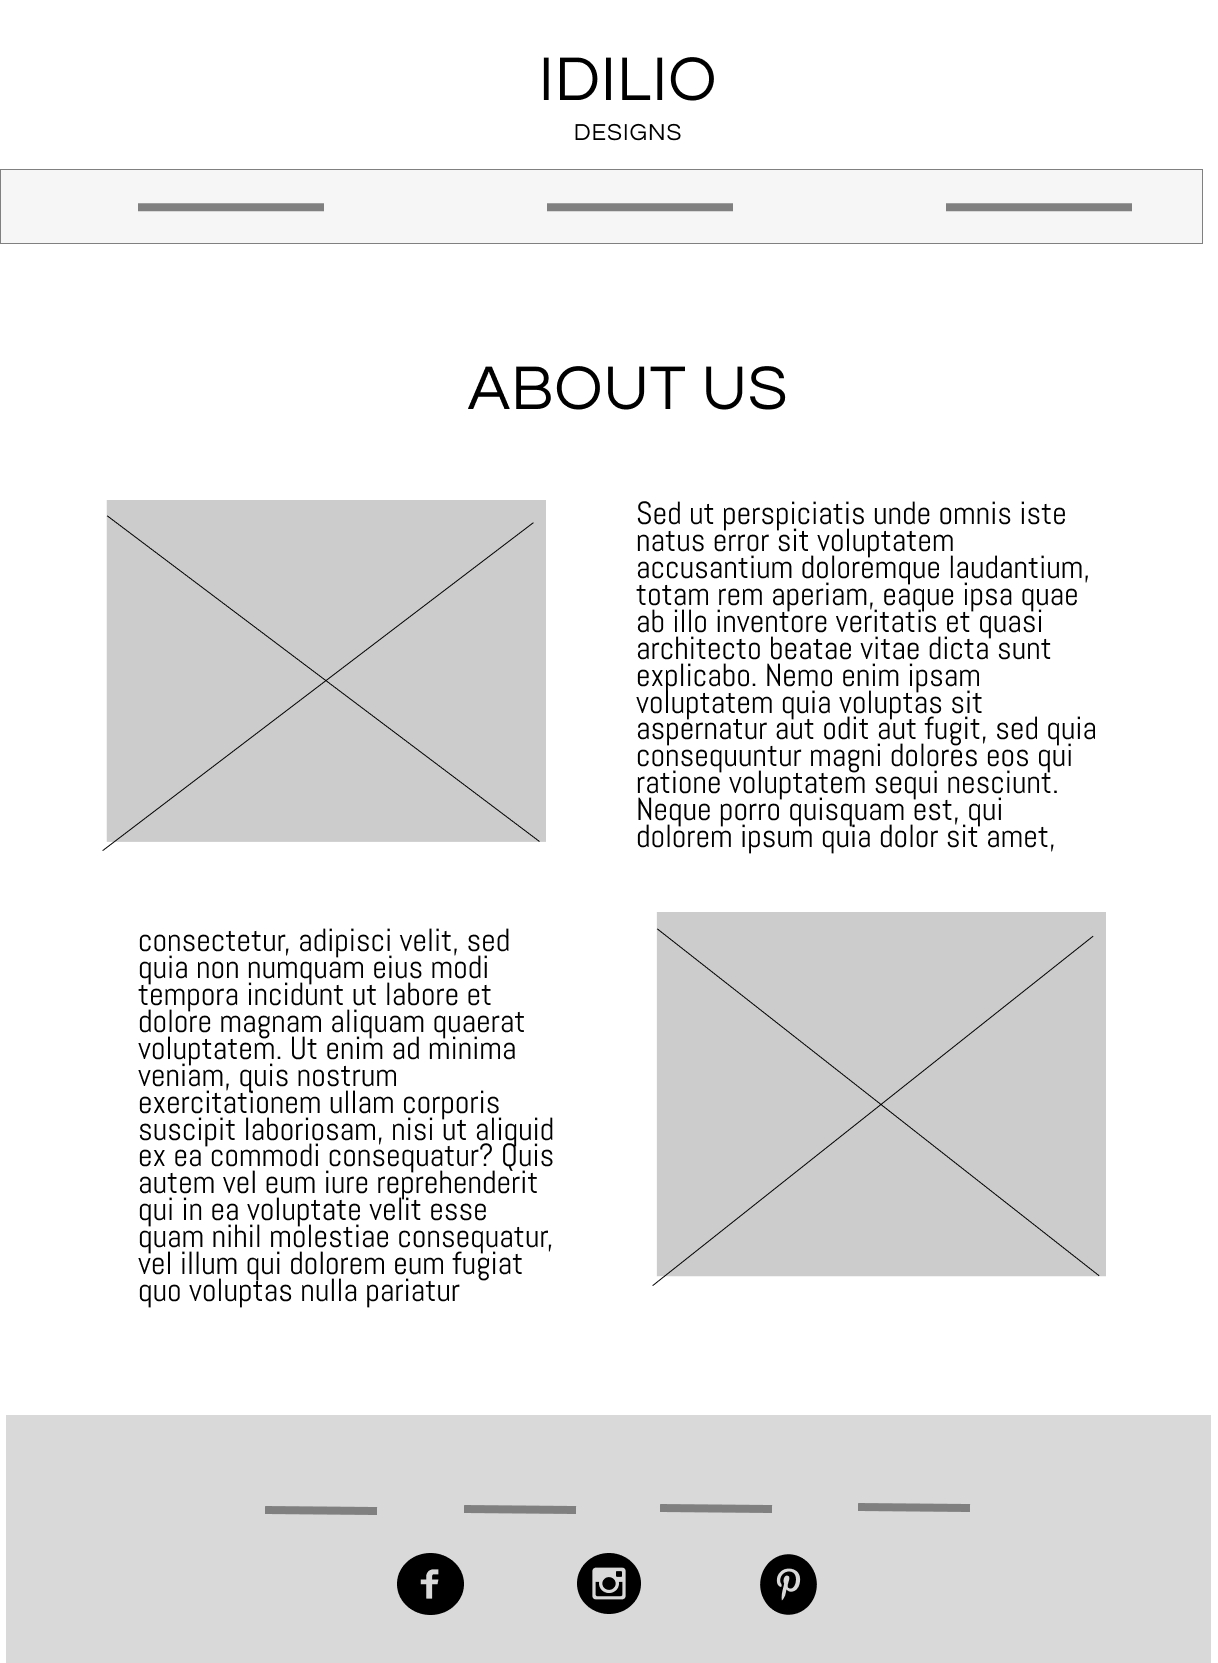 IDILIO
DESIGNS
ABOUT US
Sed ut perspiciatis unde omnis iste
natus error sit voluptatem
accusantium doloremque laudantium,
totam rem aperiam, eaque ipsa quae
ab illo inventore veritatis et quasi
architecto beatae vitae dicta sunt
explicabo. Nemo enim ipsam
voluptatem quia voluptas sit
aspernatur aut odit aut fugit, sed quia
consequuntur magni dolores eos qui
ratione voluptatem sequi nesciunt.
Neque porro quisquam est, qui
dolorem ipsum quia dolor sit amet,
consectetur, adipisci velit, sed
quia non numquam eius modi
tempora incidunt ut labore et
dolore magnam aliquam quaerat
voluptatem. Ut enim ad minima
veniam, quis nostrum
exercitationem ullam corporis
suscipit laboriosam, nisi ut aliquid
ex ea commodi consequatur? Quis
autem vel eum iure reprehenderit
qui in ea voluptate velit esse
quam nihil molestiae consequatur,
vel illum qui dolorem eum fugiat
quo voluptas nulla pariatur